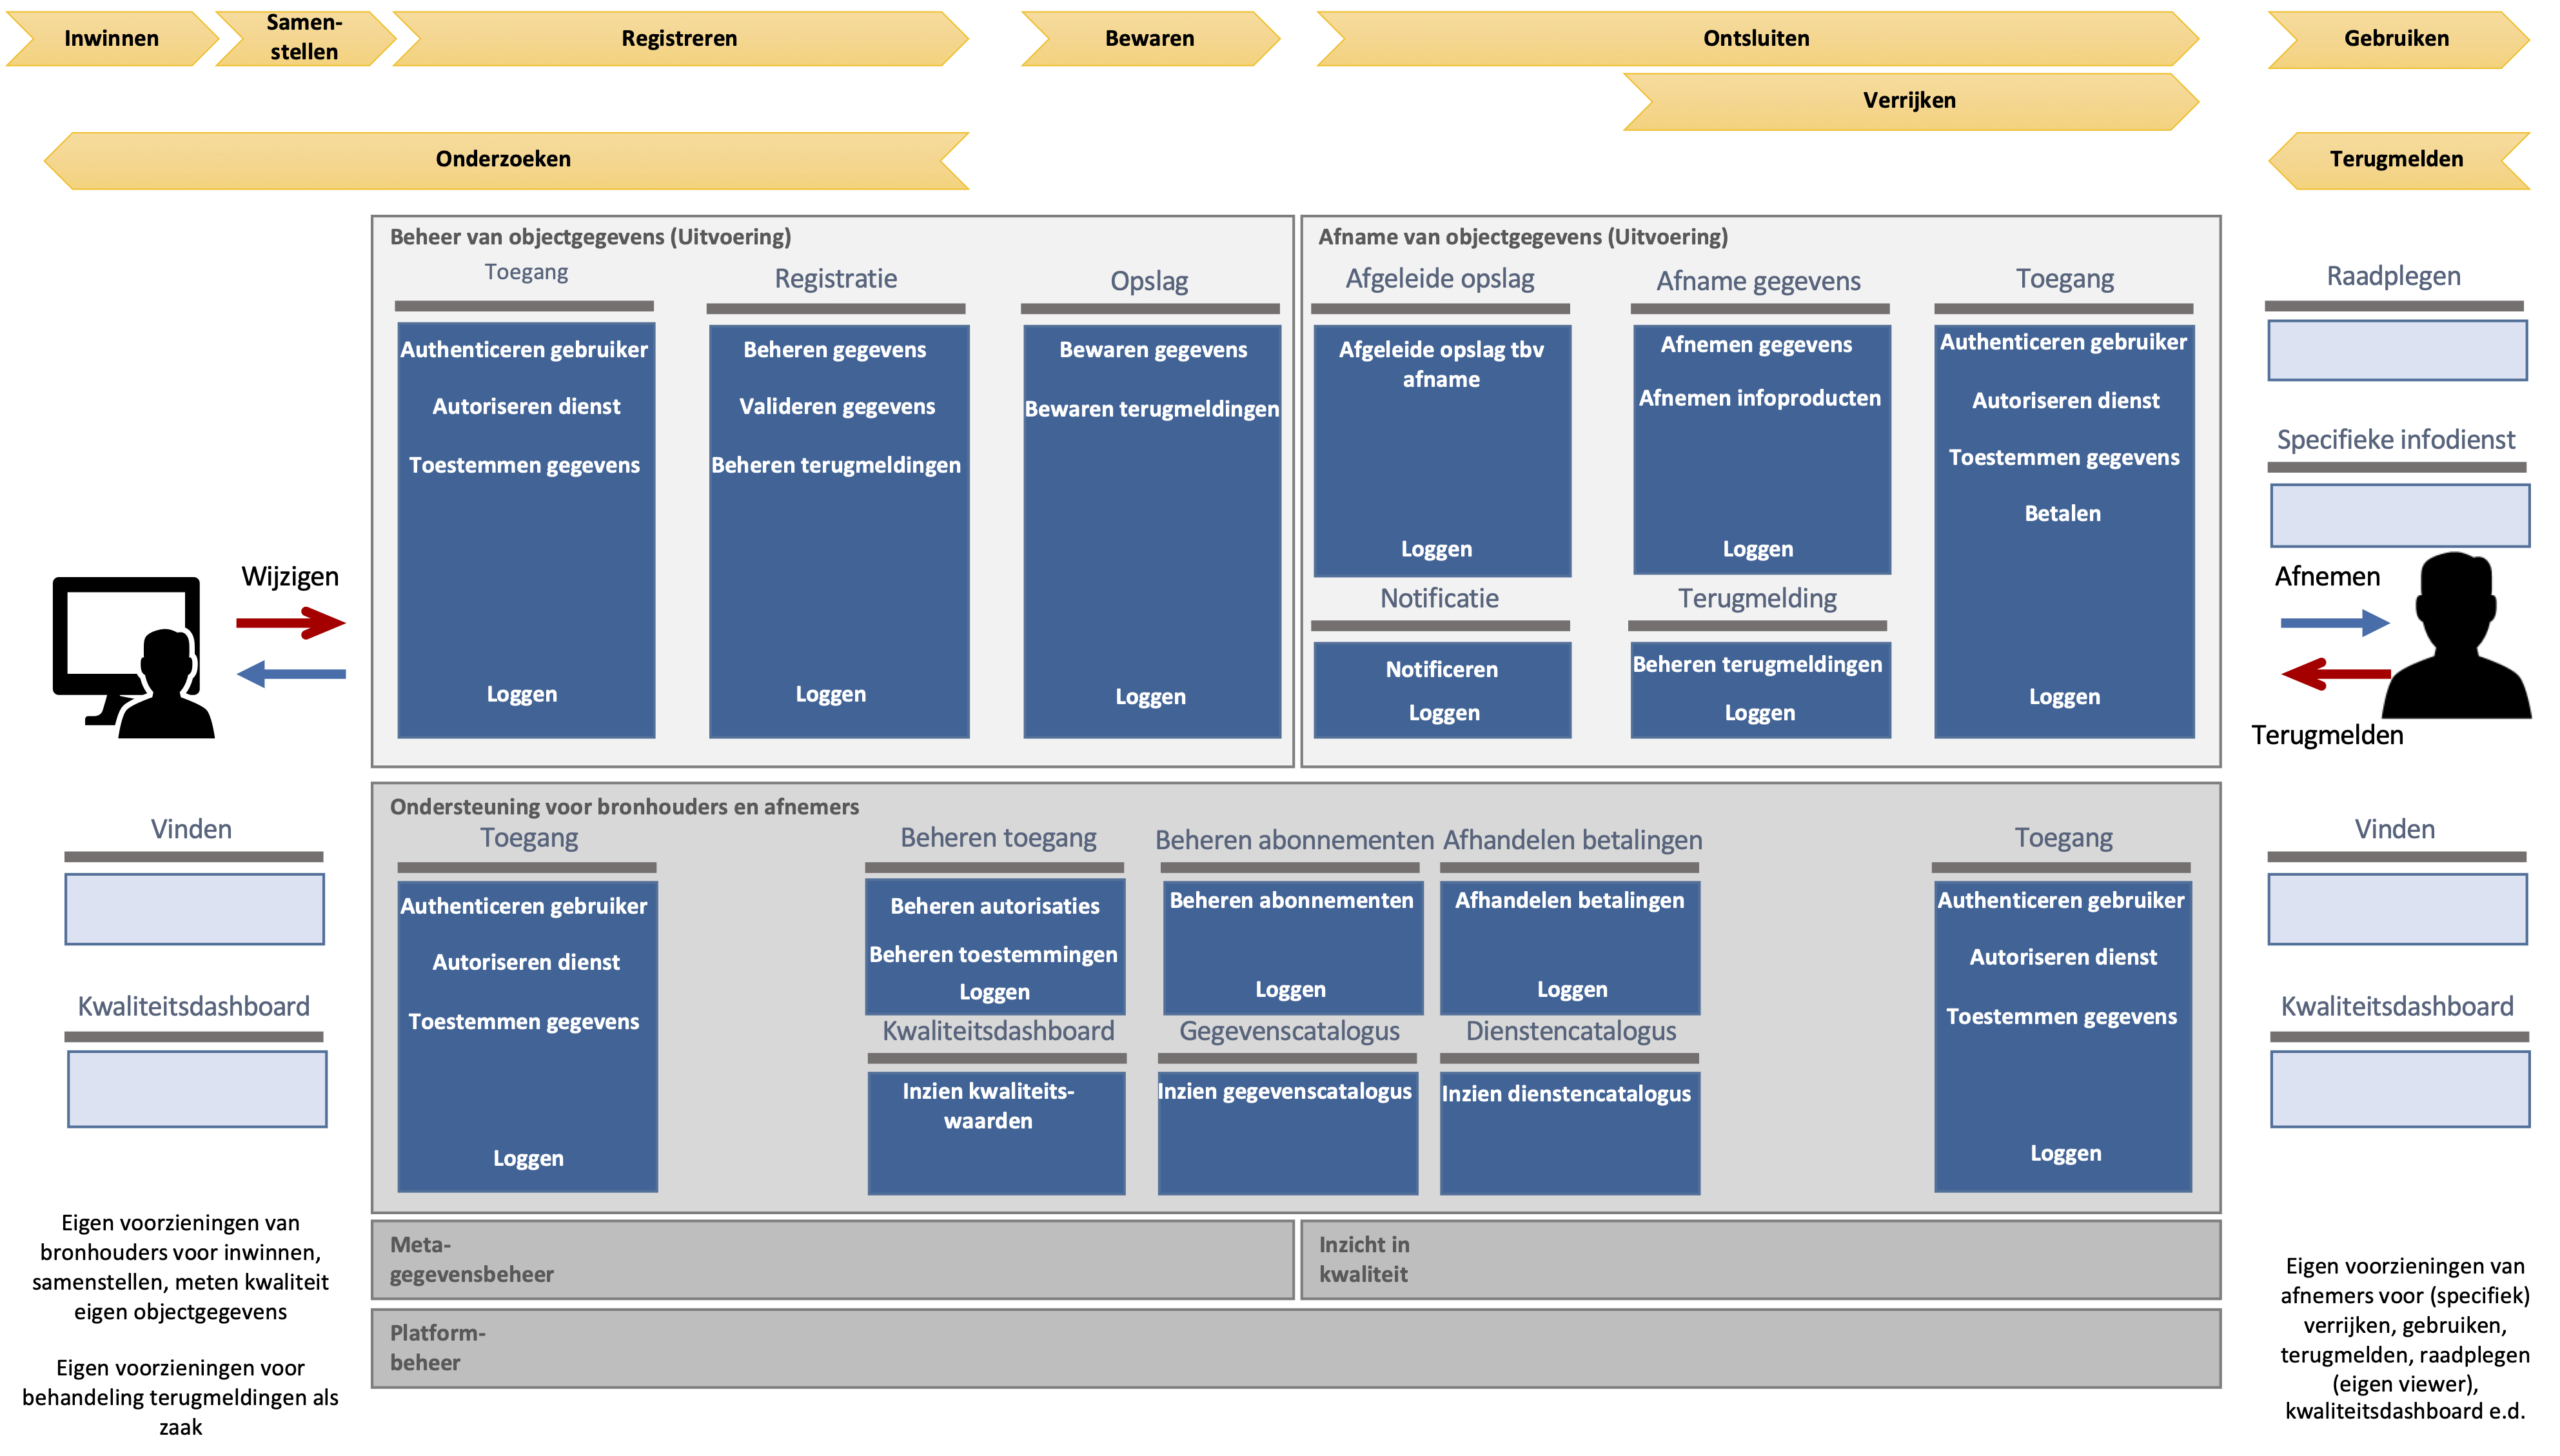 Inwinnen
Samen-
stellen
Registreren
Bewaren
Ontsluiten
Gebruiken
Verrijken
Onderzoeken
Terugmelden
Beheer van objectgegevens (Uitvoering)
Toegang
Authenticeren gebruiker
Autoriseren dienst
Toestemmen gegevens
Loggen
Registratie
Beheren gegevens
Valideren gegevens
Beheren terugmeldingen
Loggen
Opslag
Bewaren gegevens
Bewaren terugmeldingen
Loggen
Afname van objectgegevens (Uitvoering)
Afgeleide opslag
Afgeleide opslag tbv
afname
Loggen
Afname gegevens
Afnemen gegevens
Afnemen infoproducten
Loggen
Toegang
Authenticeren gebruiker
Autoriseren dienst
Toestemmen gegevens
Betalen
Loggen
Notificatie
Notificeren
Loggen
Terugmelding
Beheren terugmeldingen
Loggen
Raadplegen
Specifieke infodienst
Wijzigen
Afnemen
Terugmelden
Vinden
Kwaliteitsdashboard
Ondersteuning voor bronhouders en afnemers
Toegang
Authenticeren gebruiker
Autoriseren dienst
Toestemmen gegevens
Loggen
Beheren toegang
Beheren autorisaties
Beheren toestemmingen
Loggen
Beheren abonnementen
Beheren abonnementen
Loggen
Afhandelen betalingen
Afhandelen betalingen
Loggen
Kwaliteitsdashboard
Inzien kwaliteits-
waarden
Gegevenscatalogus
Inzien gegevenscatalogus
Dienstencatalogus
Inzien dienstencatalogus
Toegang
Authenticeren gebruiker
Autoriseren dienst
Toestemmen gegevens
Loggen
Vinden
Kwaliteitsdashboard
Eigen voorzieningen van
bronhouders voor inwinnen,
samenstellen, meten kwaliteit
eigen objectgegevens
Eigen voorzieningen voor
behandeling terugmeldingen als
zaak
Meta-
gegevensbeheer
Inzicht in
kwaliteit
Platform-
beheer
Eigen voorzieningen van
afnemers voor (specifiek)
verrijken, gebruiken,
terugmelden, raadplegen
(eigen viewer),
kwaliteitsdashboard e.d.